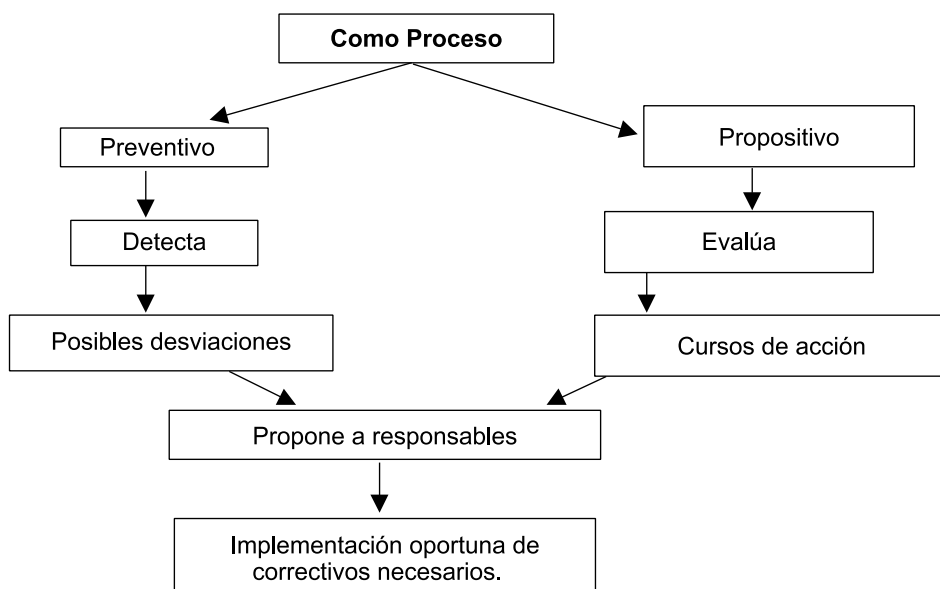 Como Proceso
Preventivo
Propositivo
Detecta
Evalúa
Posibles desviaciones
Cursos de acción
Propone a responsables
Implementación oportuna de
correctivos necesarios.